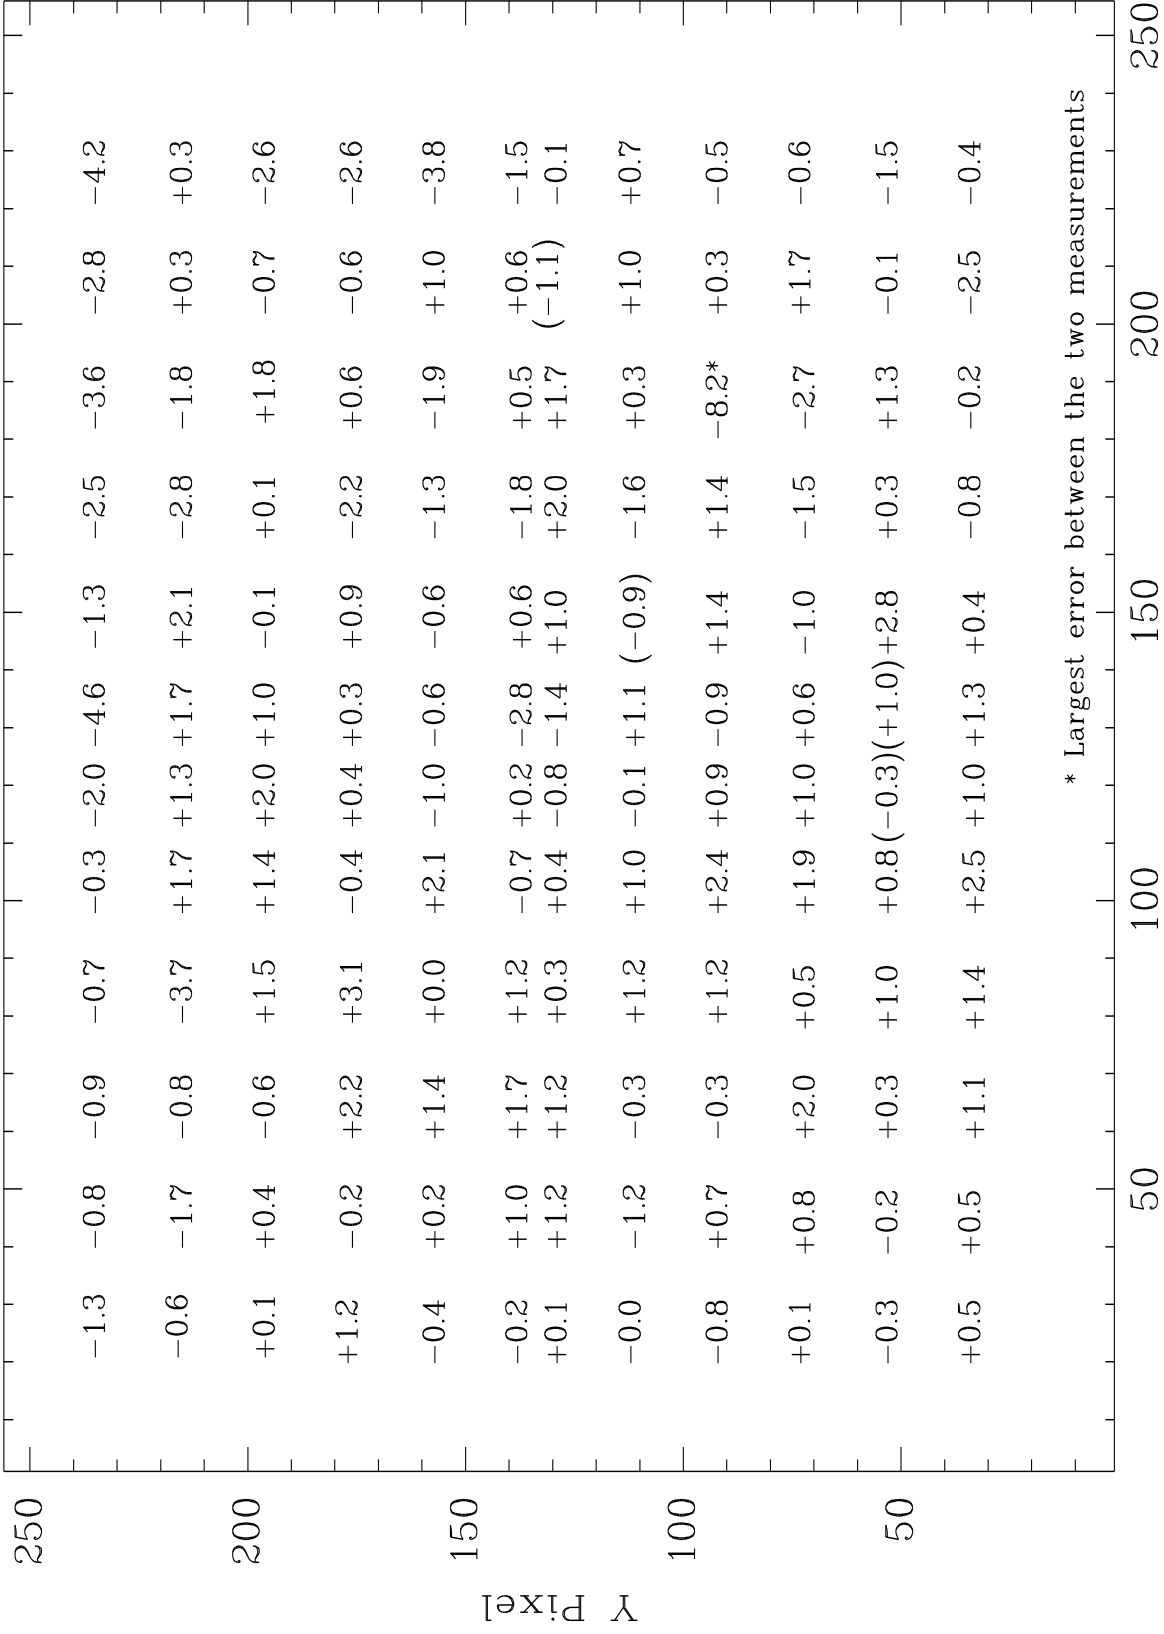 Y Pixel
250
−1.3 −0.8 −0.9 −0.7 −0.3 −2.0 −4.6 −1.3 −2.5 −3.6 −2.8 −4.2
−0.6 −1.7 −0.8 −3.7 +1.7 +1.3 +1.7 +2.1 −2.8 −1.8 +0.3 +0.3
200
+0.1 +0.4 −0.6 +1.5 +1.4 +2.0 +1.0 −0.1 +0.1 +1.8 −0.7 −2.6
+1.2 −0.2 +2.2 +3.1 −0.4 +0.4 +0.3 +0.9 −2.2 +0.6 −0.6 −2.6
−0.4 +0.2 +1.4 +0.0 +2.1 −1.0 −0.6 −0.6 −1.3 −1.9 +1.0 −3.8
150
−0.2 +1.0 +1.7 +1.2 −0.7 +0.2 −2.8 +0.6 −1.8 +0.5 +0.6 −1.5
+0.1 +1.2 +1.2 +0.3 +0.4 −0.8 −1.4 +1.0 +2.0 +1.7 (−1.1) −0.1
−0.0 −1.2 −0.3 +1.2 +1.0 −0.1 +1.1 (−0.9) −1.6 +0.3 +1.0 +0.7
100
−0.8 +0.7 −0.3 +1.2 +2.4 +0.9 −0.9 +1.4 +1.4 −8.2* +0.3 −0.5
+0.1 +0.8 +2.0 +0.5 +1.9 +1.0 +0.6 −1.0 −1.5 −2.7 +1.7 −0.6
50
−0.3 −0.2 +0.3 +1.0 +0.8 (−0.3)(+1.0)+2.8 +0.3 +1.3 −0.1 −1.5
+0.5 +0.5 +1.1 +1.4 +2.5 +1.0 +1.3 +0.4 −0.8 −0.2 −2.5 −0.4
* Largest error between the two measurements
50 100 150 200 250